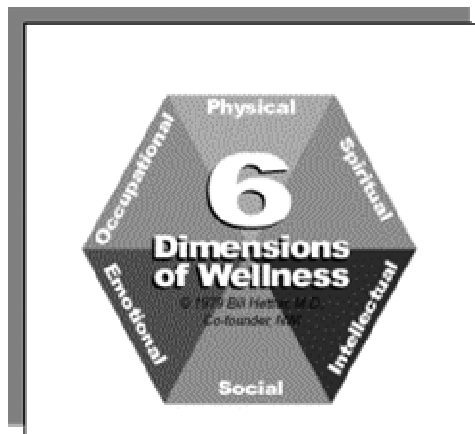 Physical
Occupational
Spiritual
6
Dimensions
of Wellness
© 1979 Bill Hettler, M.D.
Co-founder NWI
Emotional
Intellectual
Social